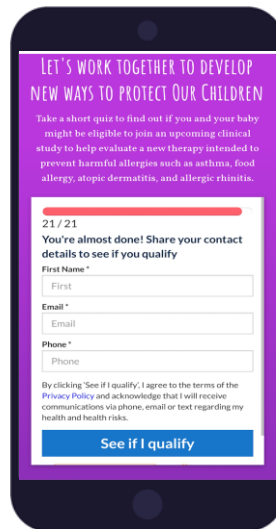 Let's work together to develop
new ways to protect Our Children
Take a short quiz to find out if you and your baby
might be eligible to join an upcoming clinical
study to help evaluate a new therapy intended to
prevent harmful allergies such as asthma, food
allergy, atopic dermatitis, and allergic rhinitis.
21 / 21
You're almost done! Share your contact
details to see if you qualify
First Name *
First
Email *
Email
Phone *
Phone
By clicking 'See if I qualify', I agree to the terms of the
Privacy Policy and acknowledge that I will receive
communications via phone, email or text regarding my
health and health risks.
See if I qualify